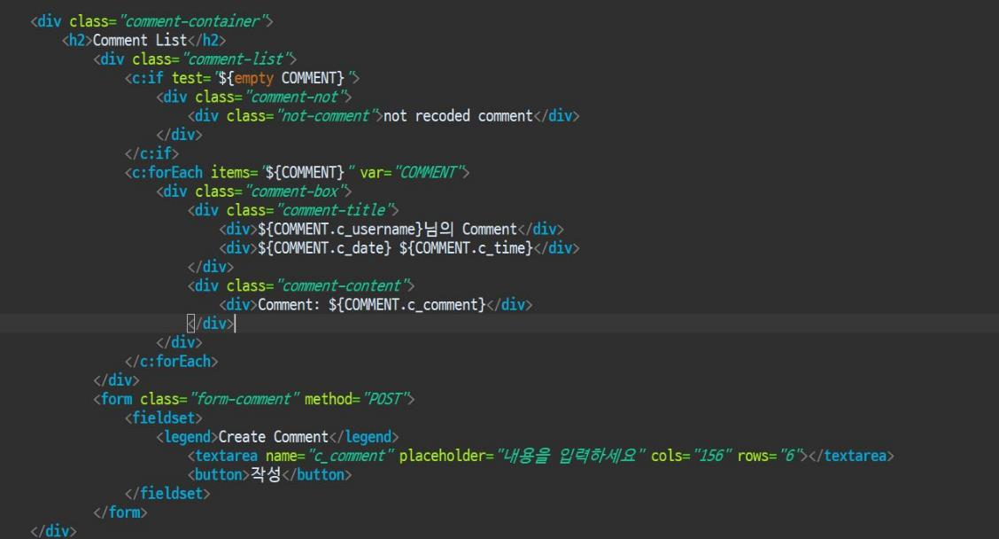 <div class="comment-container">
<h2>Comment List</h2>
<div class="comment-list">
<c:if test="${empty COMMENT}">
<div class="comment-not">
<div class="not-comment">not recoded comment</div>
</div>
</c:if>
<c:forEach items="${COMMENT}" var="COMMENT">
<div class="comment-box">
<div class="comment-title">
<div>${COMMENT.c_username}님의 Comment</div>
<div>${COMMENT.c_date} ${COMMENT.c_time}</div>
</div>
<div class="comment-content">
<div>Comment: ${COMMENT.c_comment}</div>
</div>
</div>
</c:forEach>
</div>
<form class="form-comment" method="POST">
<fieldset>
<legend>Create Comment</legend>
<textarea name="c_comment" placeholder="내용을 입력하세요" cols="156" rows="6"></textarea>
<button>작성</button>
</fieldset>
</form>
</div>